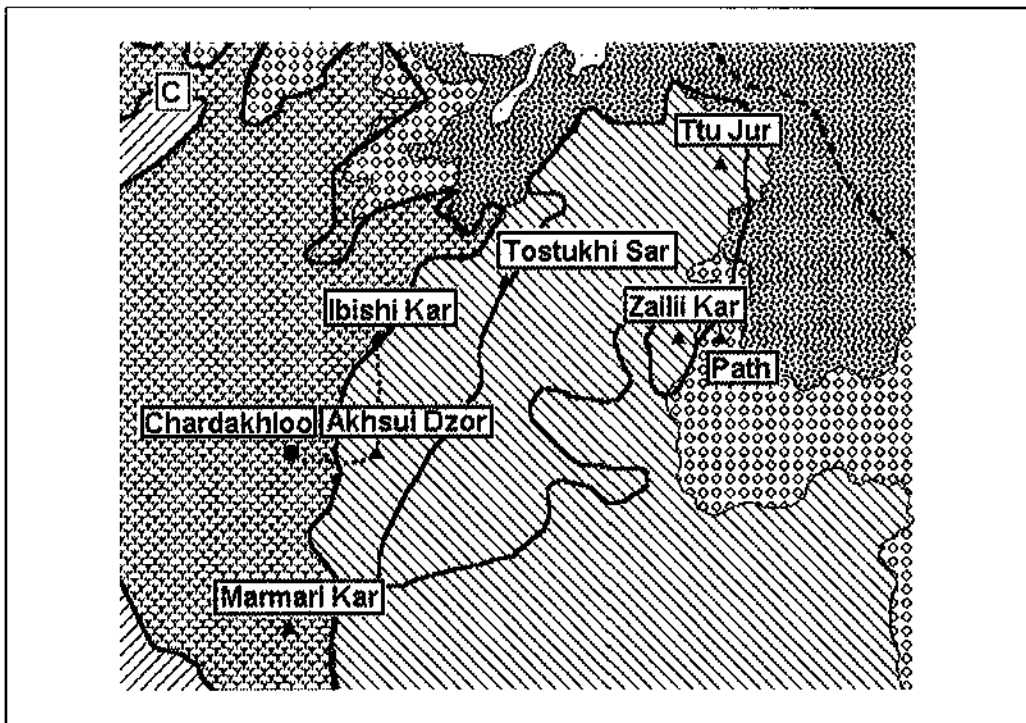 C
Ttu Jur
Tostukhi Sar
Ibishi Kar
Zailii Kar
Path
Chardakhloo
Akhsui Dzor
Marmari Kar